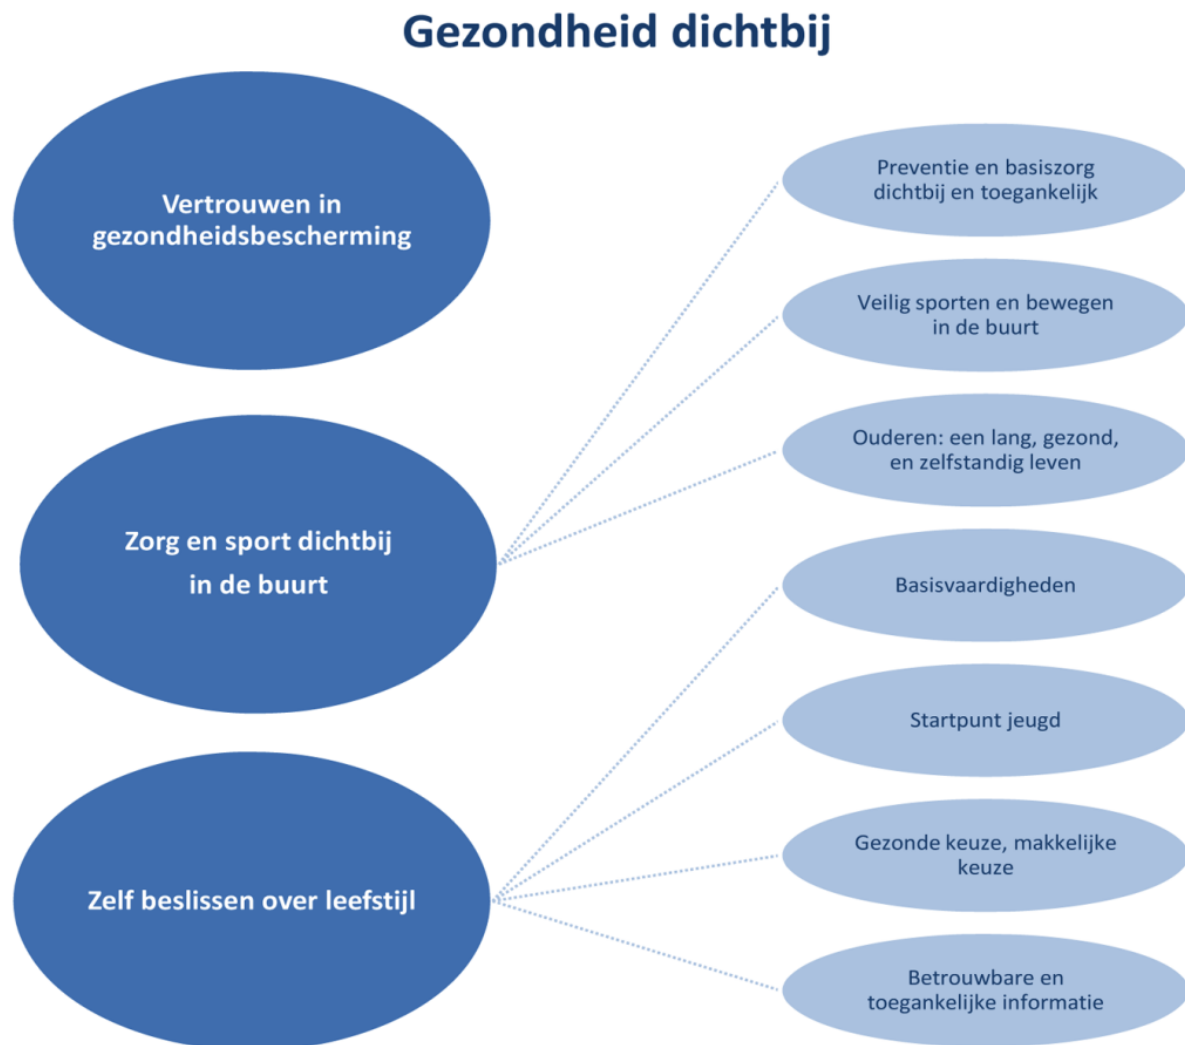 Gezondheid dichtbij
Vertrouwen in
gezondheidsbescherming
Zorg en sport dichtbij
in de buurt
Zelf beslissen over leefstijl
Preventie en basiszorg
dichtbij en toegankelijk
Veilig sporten en bewegen
in de buurt
Ouderen: een lang, gezond,
en zelfstandig leven
Basisvaardigheden
Startpunt jeugd
Gezonde keuze, makkelijke
keuze
Betrouwbare en
toegankelijke informatie